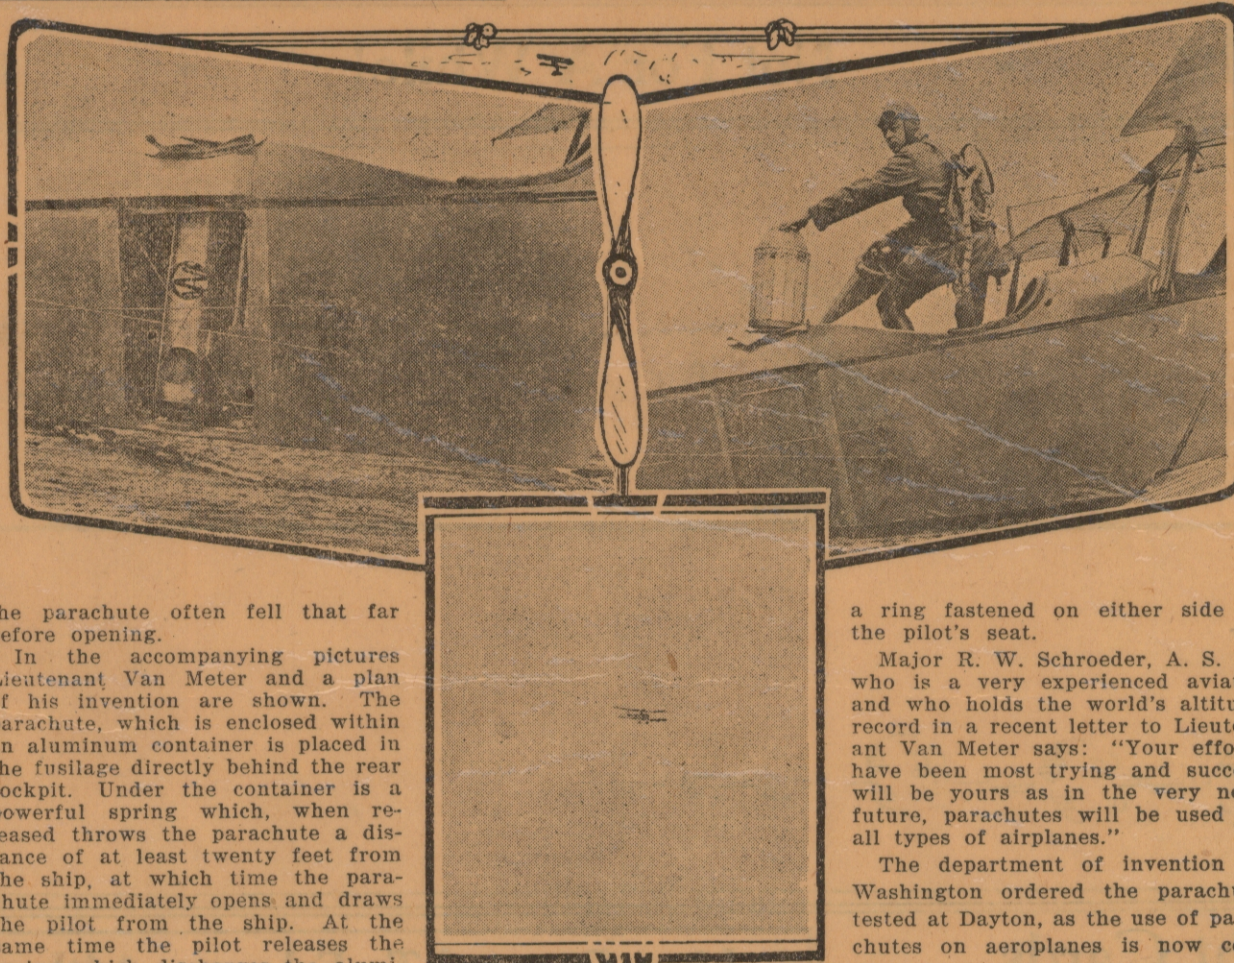 he parachute often fell that far
efore opening.
In the accompanying pictures
Lieutenant Van Meter and a plan
f his invention are shown. The
arachute, which is enclosed within
n aluminum container is placed in
he fusilage directly behind the rear
ockpit. Under the container is a
owerful spring which, when re-
eased throws the parachute a dis-
ance of at least twenty feet from
he ship, at which time the para-
hute immediately opens and draws
he pilot from the ship. At the
ame time the pilot releases the
a ring fastened on either side
the pilot's seat.
Major R. W. Schroeder, A. S.
who is a very experienced aviat
and who holds the world's altitu
record in a recent letter to Lieute
ant Van Meter says: "Your effo
have been most trying and succe
will be yours as in the very ne
future, parachutes will be used
all types of airplanes."
The department of invention
Washington ordered the parachu
tested at Dayton, as the use of pa
chutes on aeroplanes is now co